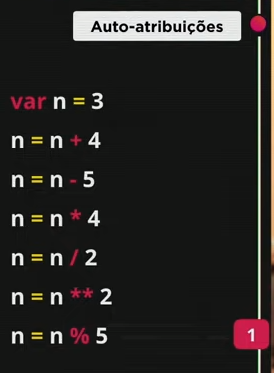 Auto-atribuições
var n = 3
n = n + 4
n = n - 5
n = n * 4
n = n / 2
n = n ** 2
n = n % 5
1